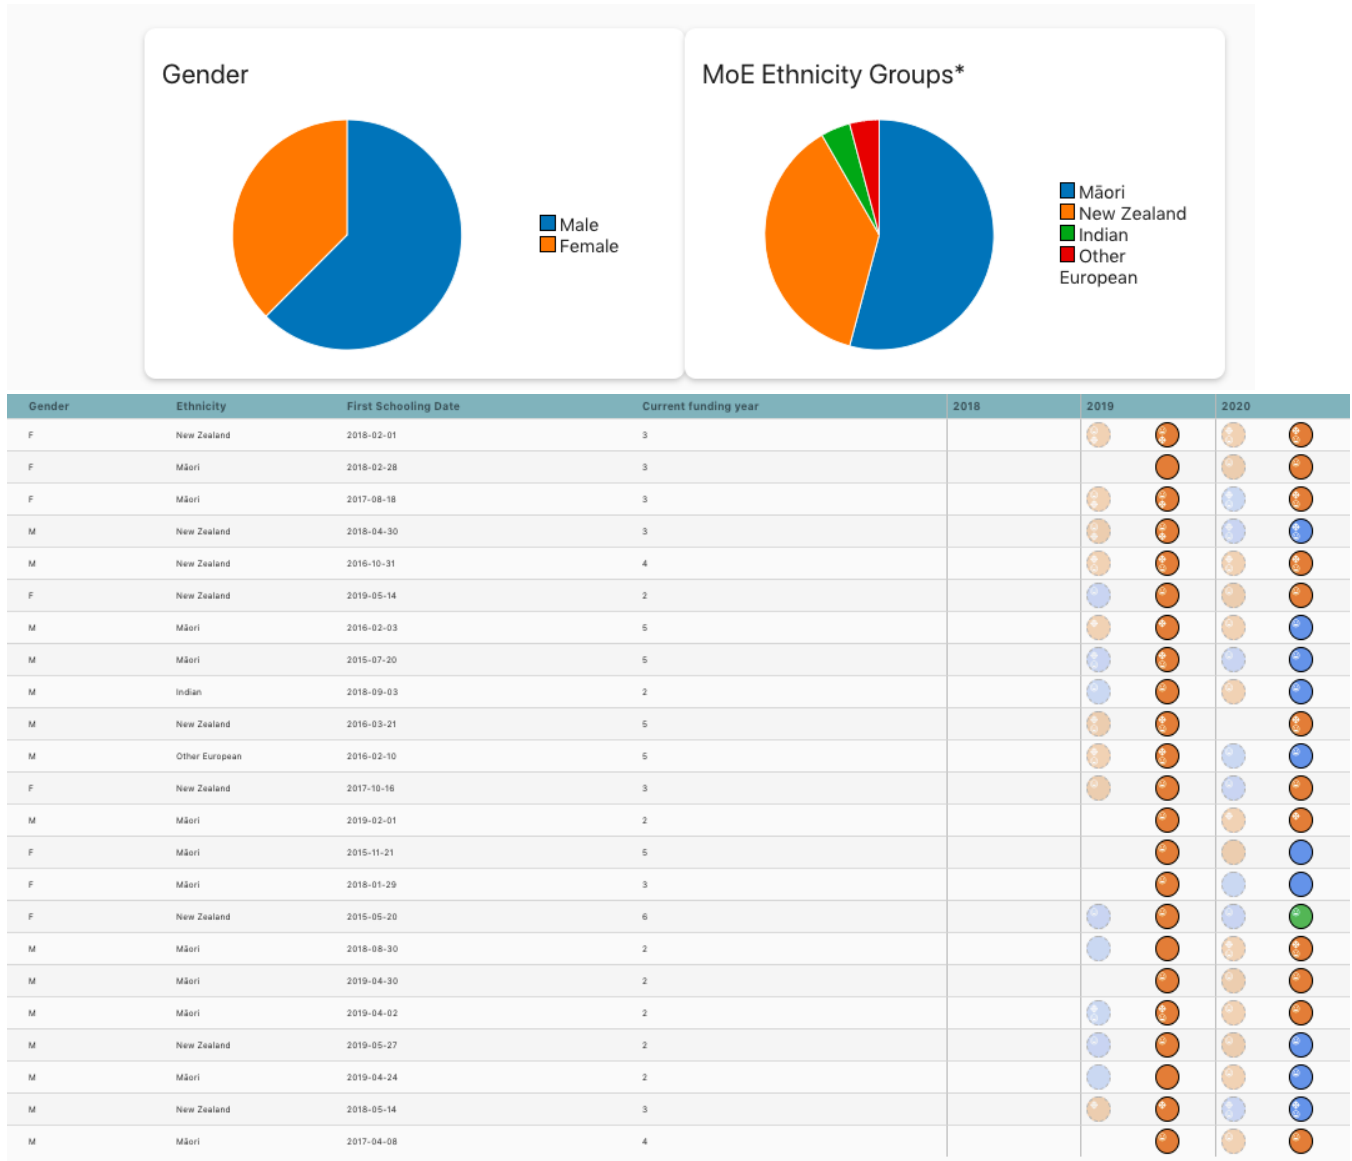 Gender
Male
Female
MoE Ethnicity Groups*
Māori
New Zealand
Indian
Other
European
Gender Ethnicity First Schooling Date Current funding year 2018 2019 2020
F New Zealand 2018-02-01 3
F Māori 2018-02-28 3
F Māori 2017-08-18 3
M New Zealand 2018-04-30 3
M New Zealand 2016-10-31 4
F New Zealand 2019-05-14 2
M Māori 2016-02-03 5
M Māori 2015-07-20 5
M Indian 2018-09-03 2
M New Zealand 2016-03-21 5
M Other European 2016-02-10 5
F New Zealand 2017-10-16 3
M Māori 2019-02-01 2
F Māori 2015-11-21 5
F Māori 2018-01-29 3
F New Zealand 2015-05-20 6
M Māori 2018-08-30 2
M Māori 2019-04-30 2
M Māori 2019-04-02 2
M New Zealand 2019-05-27 2
M Māori 2019-04-24 2
M New Zealand 2018-05-14 3
M Māori 2017-04-08 4